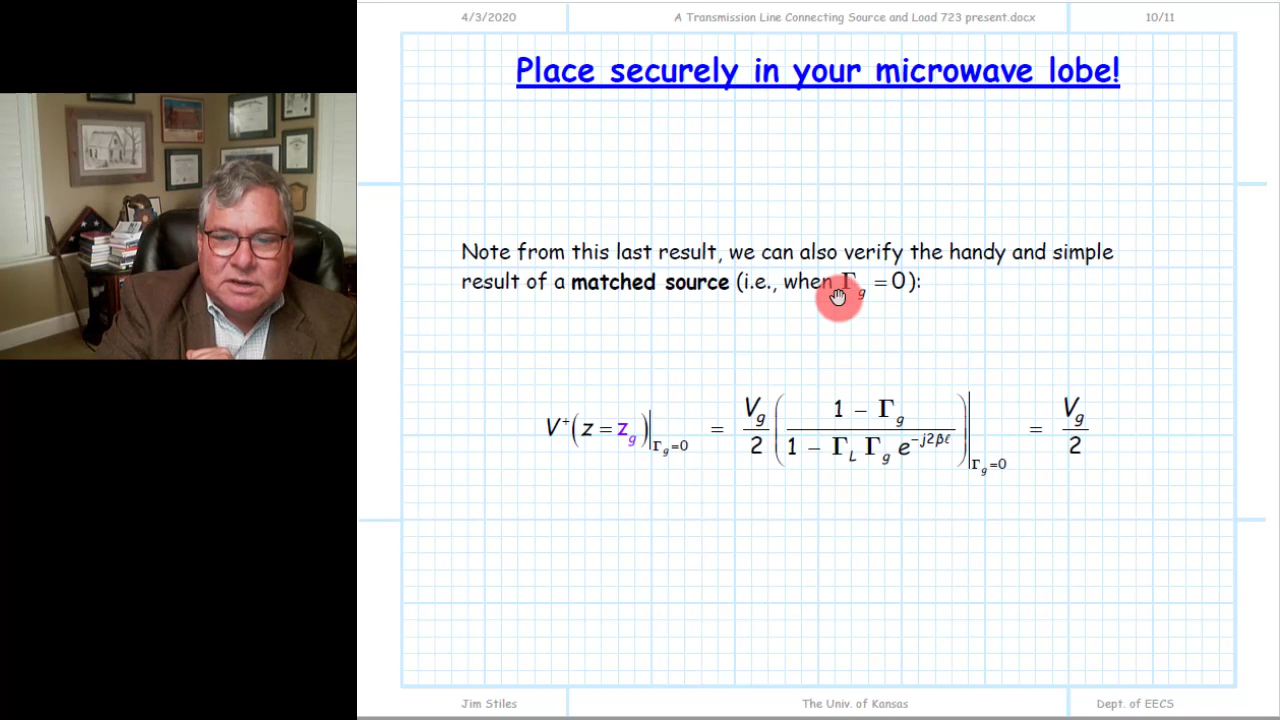 4/3/2020 A Transmission Line Connecting Source and Load 723 present.docx 10/11
Place securely in your microwave lobe!
Note from this last result, we can also verify the handy and simple
result of a matched source (i.e., when Γg = 0):
V⁺(z = zg)|Γg=0 = Vg/2 ( (1 − Γg) / (1 − ΓL Γg e^−j2βℓ) )|Γg=0 = Vg/2
Jim Stiles The Univ. of Kansas Dept. of EECS